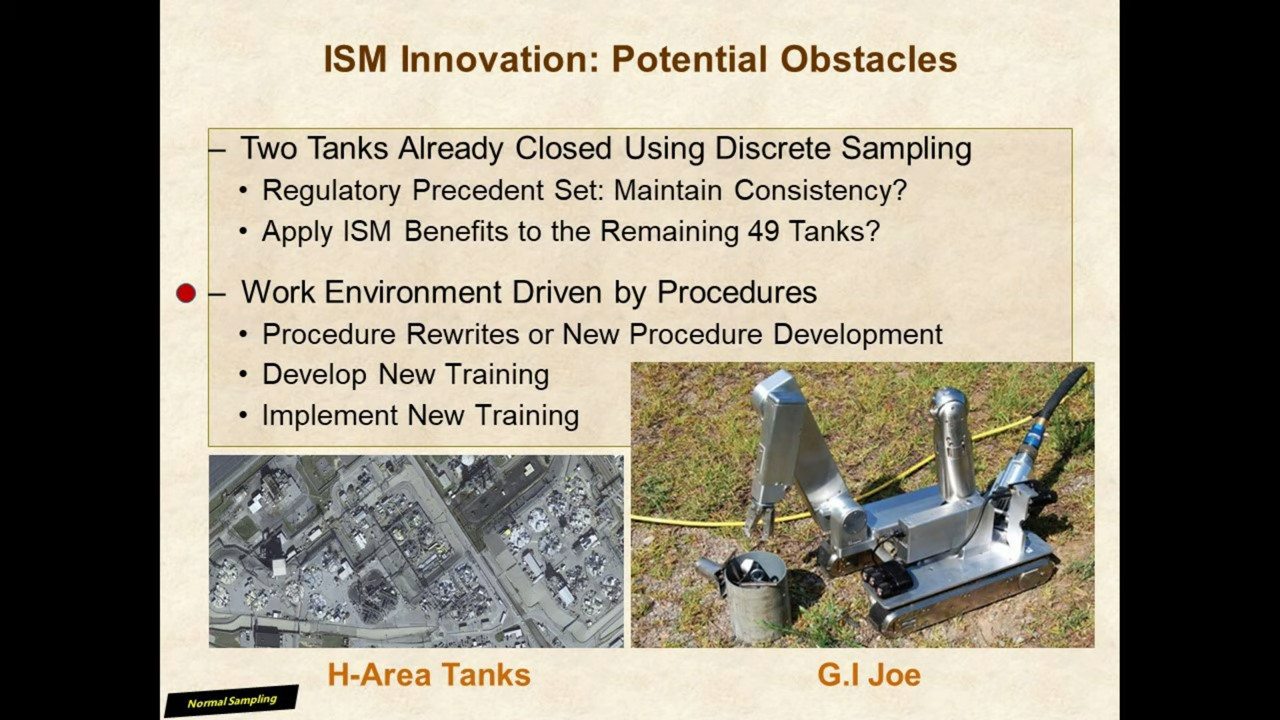 ISM Innovation: Potential Obstacles
– Two Tanks Already Closed Using Discrete Sampling
• Regulatory Precedent Set: Maintain Consistency?
• Apply ISM Benefits to the Remaining 49 Tanks?
– Work Environment Driven by Procedures
• Procedure Rewrites or New Procedure Development
• Develop New Training
• Implement New Training
H-Area Tanks
G.I Joe
Normal Sampling